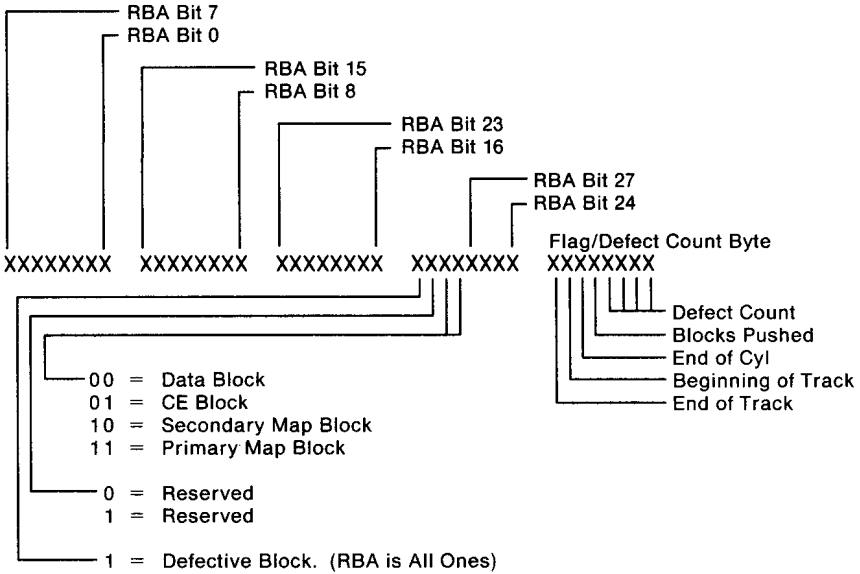 RBA Bit 7
RBA Bit 0
RBA Bit 15
RBA Bit 8
RBA Bit 23
RBA Bit 16
RBA Bit 27
RBA Bit 24
Flag/Defect Count Byte
XXXXXXXX XXXXXXXX XXXXXXXX XXXXXXXX XXXXXXXX
Defect Count
Blocks Pushed
End of Cyl
Beginning of Track
End of Track
00 = Data Block
01 = CE Block
10 = Secondary Map Block
11 = Primary Map Block
0 = Reserved
1 = Reserved
1 = Defective Block. (RBA is All Ones)